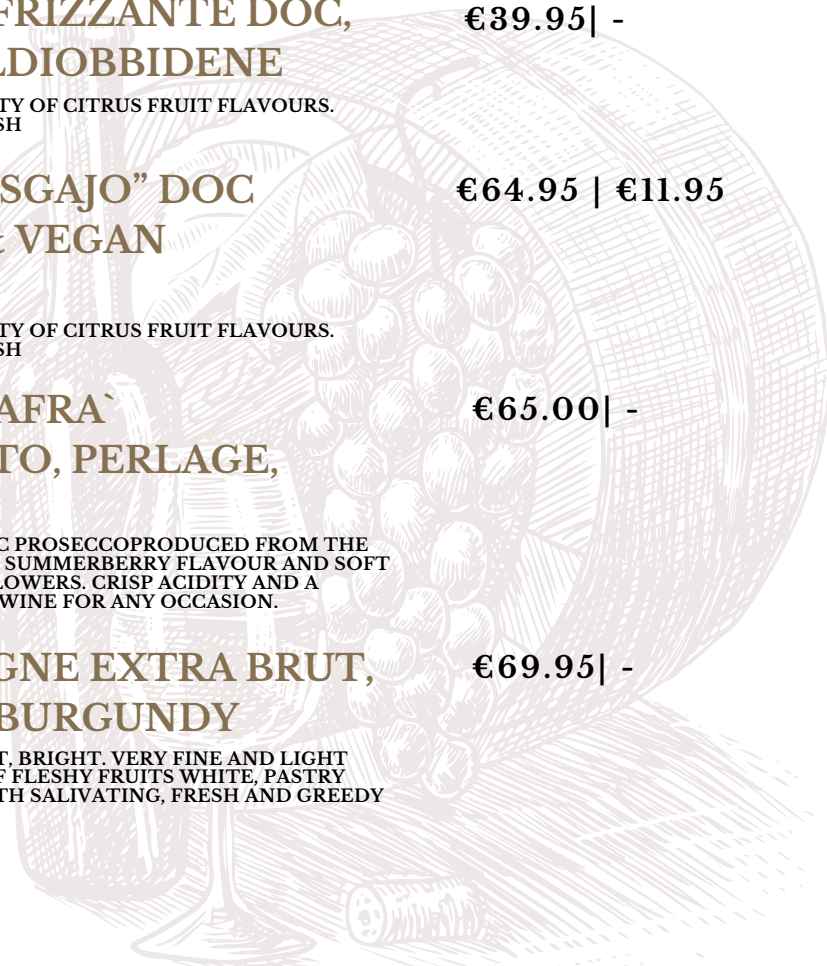 FRIZZANTE DOC, €39.95| -
LDIOBBIDENE
TY OF CITRUS FRUIT FLAVOURS.
SH
SGAJO” DOC €64.95 | €11.95
& VEGAN
TY OF CITRUS FRUIT FLAVOURS.
SH
AFRA` €65.00| -
TO, PERLAGE,
C PROSECCOPRODUCED FROM THE
SUMMERBERRY FLAVOUR AND SOFT
LOWERS. CRISP ACIDITY AND A
WINE FOR ANY OCCASION.
GNE EXTRA BRUT, €69.95| -
BURGUNDY
T, BRIGHT. VERY FINE AND LIGHT
F FLESHY FRUITS WHITE, PASTRY
TH SALIVATING, FRESH AND GREEDY